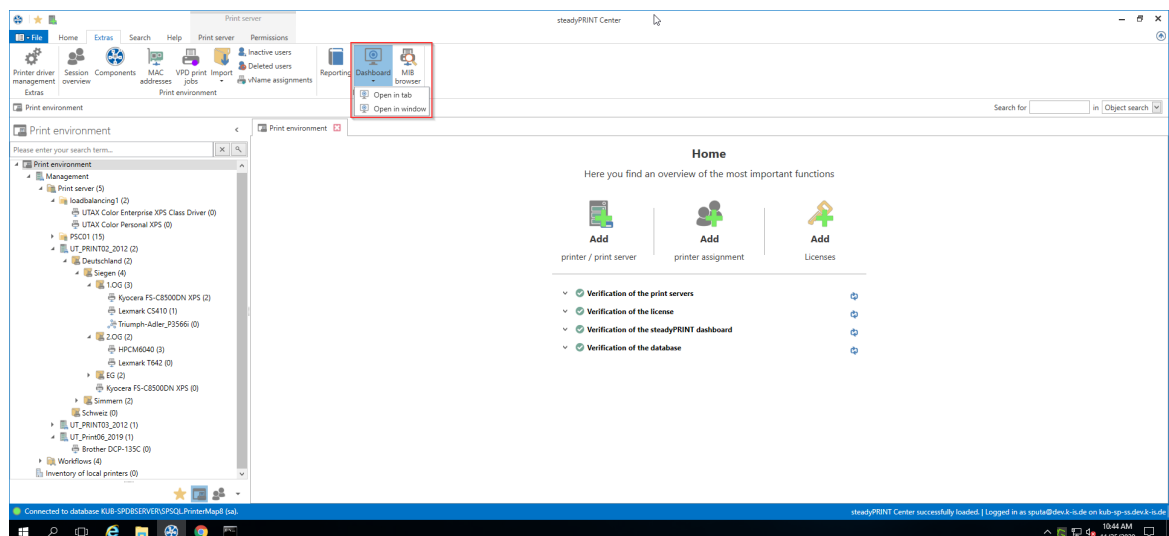 Print server
steadyPRINT Center
File Home Extras Search Help Print server Permissions
Printer driver management
Session overview
Components
MAC addresses
VPD print jobs
Import
Inactive users
Deleted users
vName assignments
Reporting
Dashboard
MIB browser
Extras
Print environment
Open in tab
Open in window
Print environment
Search for in Object search
Print environment
Print environment
Please enter your search term...
Print environment
Management
Print server (5)
loadbalancing1 (2)
UTAX Color Enterprise XPS Class Driver (0)
UTAX Color Personal XPS (0)
PSC01 (15)
UT_PRINT02_2012 (2)
Deutschland (2)
Siegen (4)
1.OG (3)
Kyocera FS-C8500DN XPS (2)
Lexmark CS410 (1)
Triumph-Adler_P3566i (0)
2.OG (2)
HPCM6040 (3)
Lexmark T642 (0)
EG (2)
Kyocera FS-C8500DN XPS (0)
Simmern (2)
Schweiz (0)
UT_PRINT03_2012 (1)
UT_Print06_2019 (1)
Brother DCP-135C (0)
Workflows (4)
Inventory of local printers (0)
Home
Here you find an overview of the most important functions
Add
printer / print server
Add
printer assignment
Add
Licenses
Verification of the print servers
Verification of the license
Verification of the steadyPRINT dashboard
Verification of the database
Connected to database KUB-SPDBSERVER\SPSQL.PrinterMap8 (sa).
steadyPRINT Center successfully loaded. | Logged in as sputa@dev.k-is.de on kub-sp-ss.dev.k-is.de
10:44 AM